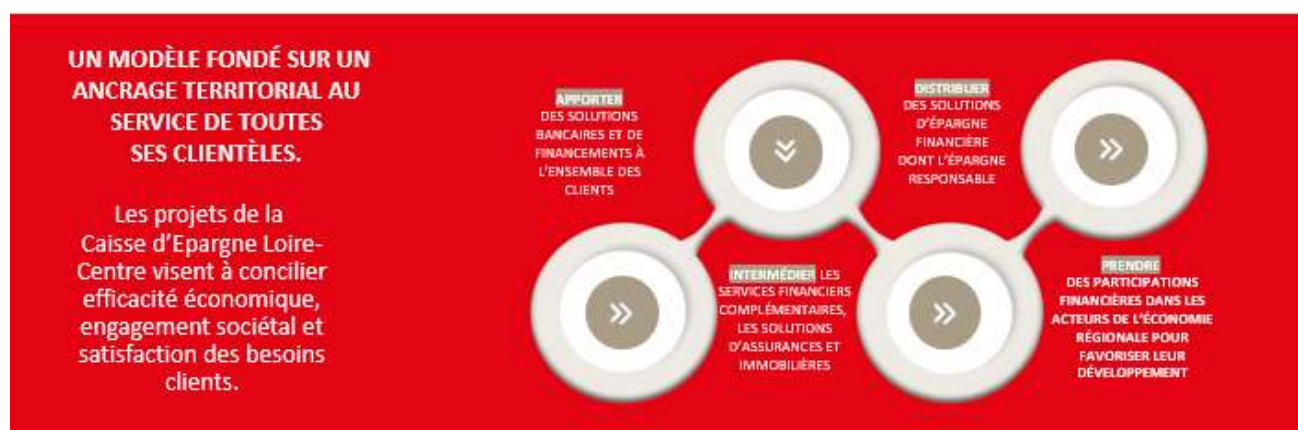 UN MODÈLE FONDÉ SUR UN
ANCRAGE TERRITORIAL AU
SERVICE DE TOUTES
SES CLIENTÈLES.
Les projets de la
Caisse d'Epargne Loire-
Centre visent à concilier
efficacité économique,
engagement sociétal et
satisfaction des besoins
clients.
APPORTER
DES SOLUTIONS
BANCAIRES ET DE
FINANCEMENTS À
L'ENSEMBLE DES
CLIENTS
INTERMÉDIER LES
SERVICES FINANCIERS
COMPLÉMENTAIRES,
LES SOLUTIONS
D'ASSURANCES ET
IMMOBILIÈRES
DISTRIBUER
DES SOLUTIONS
D'ÉPARGNE
FINANCIÈRE
DONT L'ÉPARGNE
RESPONSABLE
PRENDRE
DES PARTICIPATIONS
FINANCIÈRES DANS LES
ACTEURS DE L'ÉCONOMIE
RÉGIONALE POUR
FAVORISER LEUR
DÉVELOPPEMENT